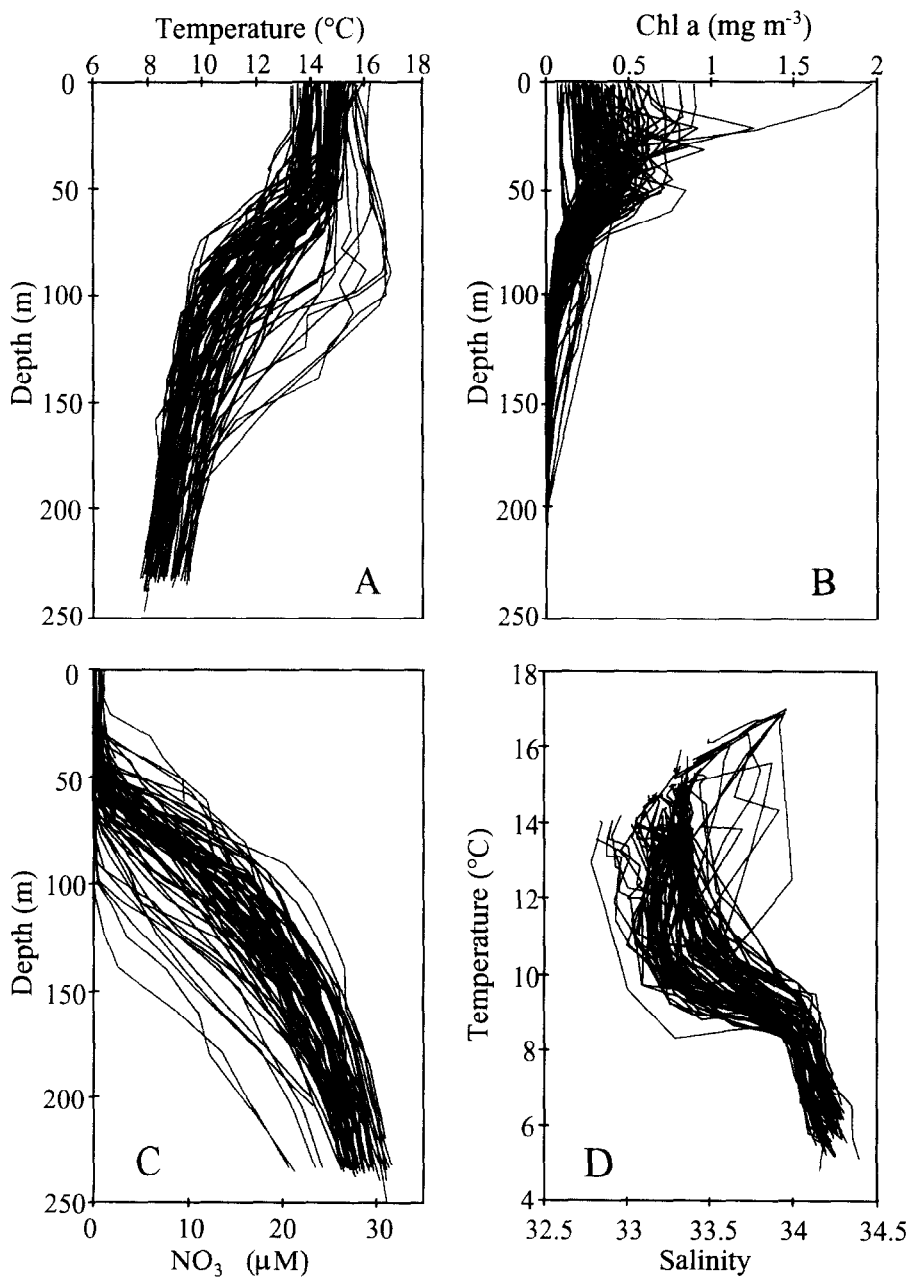 Temperature (°C)
6 8 10 12 14 16 18
0
50
100
150
200
250
Depth (m)
A
Chl a (mg m⁻³)
0 0.5 1 1.5 2
0
50
100
150
200
250
Depth (m)
B
0
50
100
150
200
250
Depth (m)
C
0 10 20 30
NO₃ (µM)
18
16
14
12
10
8
6
4
Temperature (°C)
D
32.5 33 33.5 34 34.5
Salinity